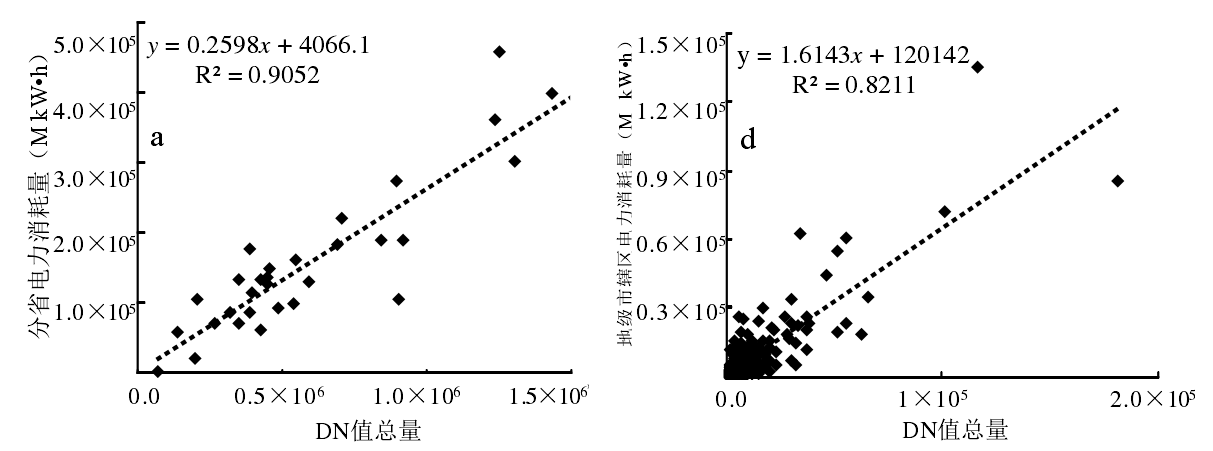 分省电力消耗量（MkW•h）
5.0×10⁵
4.0×10⁵
3.0×10⁵
2.0×10⁵
1.0×10⁵
y = 0.2598x + 4066.1
R² = 0.9052
a
0.0 0.5×10⁶ 1.0×10⁶ 1.5×10⁶
DN值总量
地级市辖区电力消耗量（M kW•h）
1.5×10⁵
1.2×10⁵
0.9×10⁵
0.6×10⁵
0.3×10⁵
y = 1.6143x + 120142
R² = 0.8211
d
0.0 1×10⁵ 2.0×10⁵
DN值总量